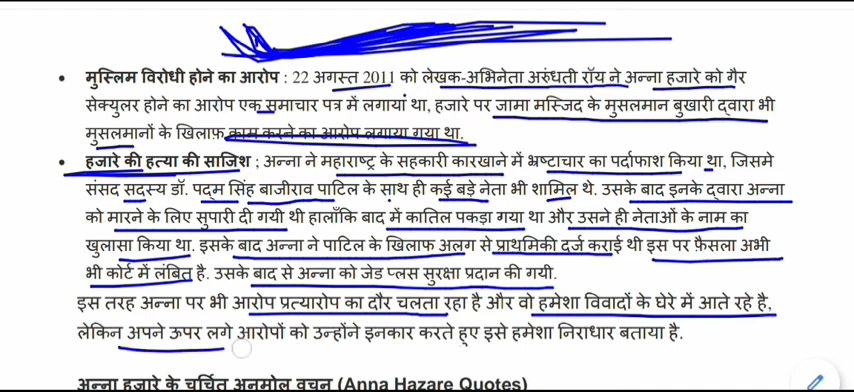 मुस्लिम विरोधी होने का आरोप : 22 अगस्त 2011 को लेखक-अभिनेता अरुंधती रॉय ने अन्ना हजारे को गैर
सेक्युलर होने का आरोप एक समाचार पत्र में लगाया था, हजारे पर जामा मस्जिद के मुसलमान बुखारी द्वारा भी
मुसलमानों के खिलाफ़ काम करने का आरोप लगाया गया था.
हजारे की हत्या की साजिश ; अन्ना ने महाराष्ट्र के सहकारी कारखाने में भ्रष्टाचार का पर्दाफाश किया था, जिसमे
संसद सदस्य डॉ. पद्म सिंह बाजीराव पाटिल के साथ ही कई बड़े नेता भी शामिल थे. उसके बाद इनके द्वारा अन्ना
को मारने के लिए सुपारी दी गयी थी हालाँकि बाद में कातिल पकड़ा गया था और उसने ही नेताओं के नाम का
खुलासा किया था. इसके बाद अन्ना ने पाटिल के खिलाफ अलग से प्राथमिकी दर्ज कराई थी इस पर फ़ैसला अभी
भी कोर्ट में लंबित है. उसके बाद से अन्ना को जेड प्लस सुरक्षा प्रदान की गयी.
इस तरह अन्ना पर भी आरोप प्रत्यारोप का दौर चलता रहा है और वो हमेशा विवादों के घेरे में आते रहे है,
लेकिन अपने ऊपर लगे आरोपों को उन्होंने इनकार करते हूए इसे हमेशा निराधार बताया है.
अन्ना हजारे के चर्चित अनमोल वचन (Anna Hazare Quotes)